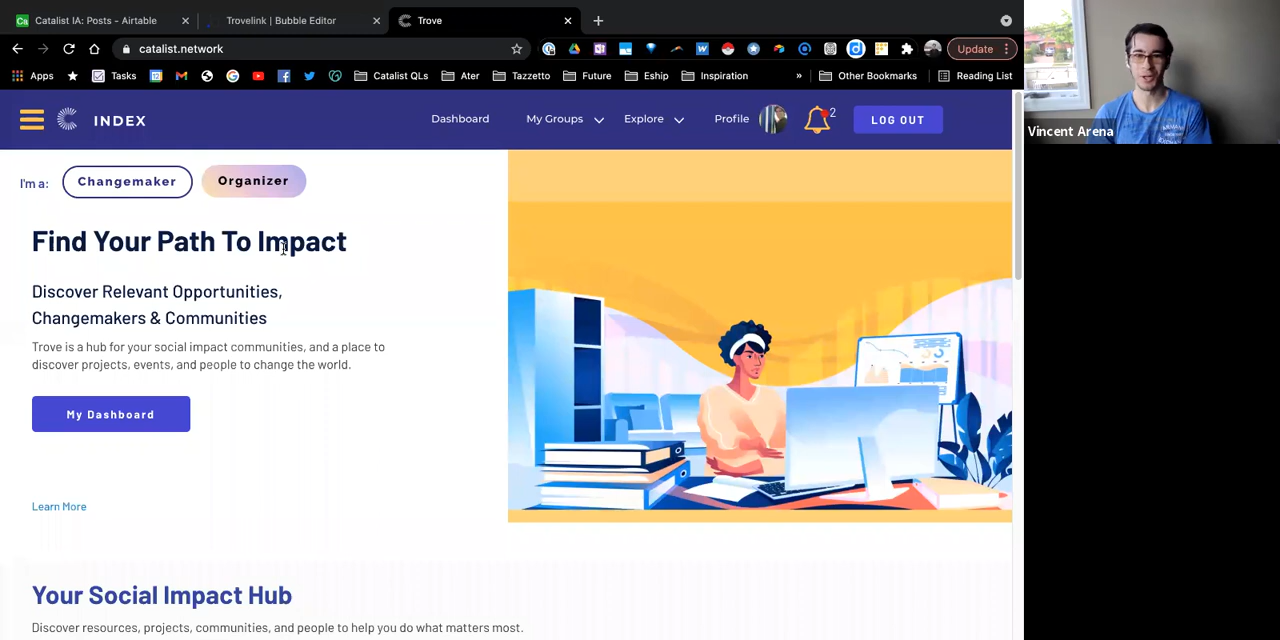 Catalist IA: Posts - Airtable
Trovelink | Bubble Editor
Trove
catalist.network
Update
Apps
Tasks
Catalist QLs
Ater
Tazzetto
Future
Eship
Inspiration
»
Other Bookmarks
Reading List
INDEX
Dashboard
My Groups
Explore
Profile
2
LOG OUT
Vincent Arena
I'm a:
Changemaker
Organizer
Find Your Path To Impact
Discover Relevant Opportunities,
Changemakers & Communities
Trove is a hub for your social impact communities, and a place to
discover projects, events, and people to change the world.
My Dashboard
Learn More
Your Social Impact Hub
Discover resources, projects, communities, and people to help you do what matters most.